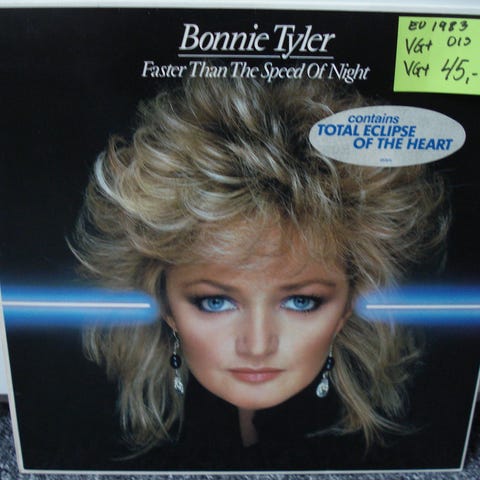 Bonnie Tyler
Faster Than The Speed Of Night
EU 1983
VG+ 013
VG+ 45,-
contains
TOTAL ECLIPSE
OF THE HEART